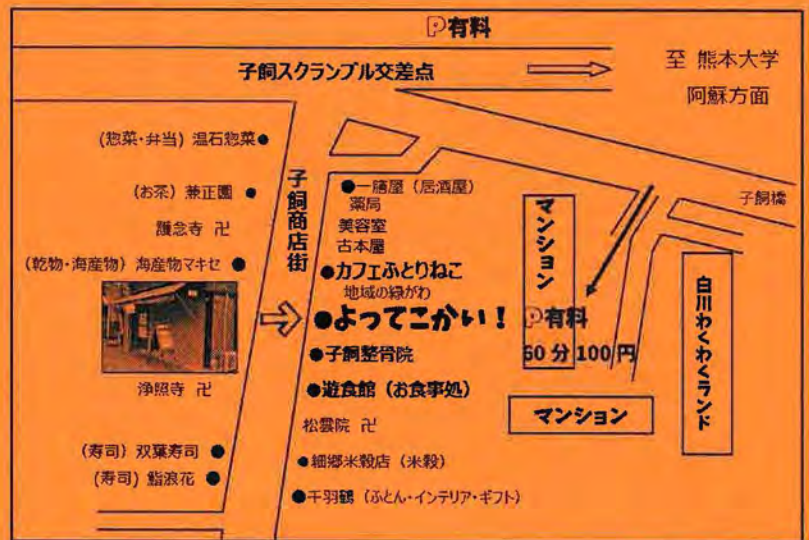 P有料
子飼スクランブル交差点
至 熊本大学
阿蘇方面
(惣菜・弁当) 温石惣菜●
(お茶) 兼正園 ●
護念寺 卍
(乾物・海産物) 海産物マキセ ●
浄照寺 卍
(寿司) 双葉寿司 ●
(寿司) 鮨浪花 ●
子飼商店街
●一膳屋 (居酒屋)
薬局
美容室
古本屋
●カフェふとりねこ
地域の縁がわ
●よってこかい!
●子飼整骨院
●遊食館 (お食事処)
松雲院 卍
●細郷米穀店 (米穀)
●千羽鶴 (ふとん・インテリア・ギフト)
マンション
P有料
60分100円
マンション
子飼橋
白川わくわくランド